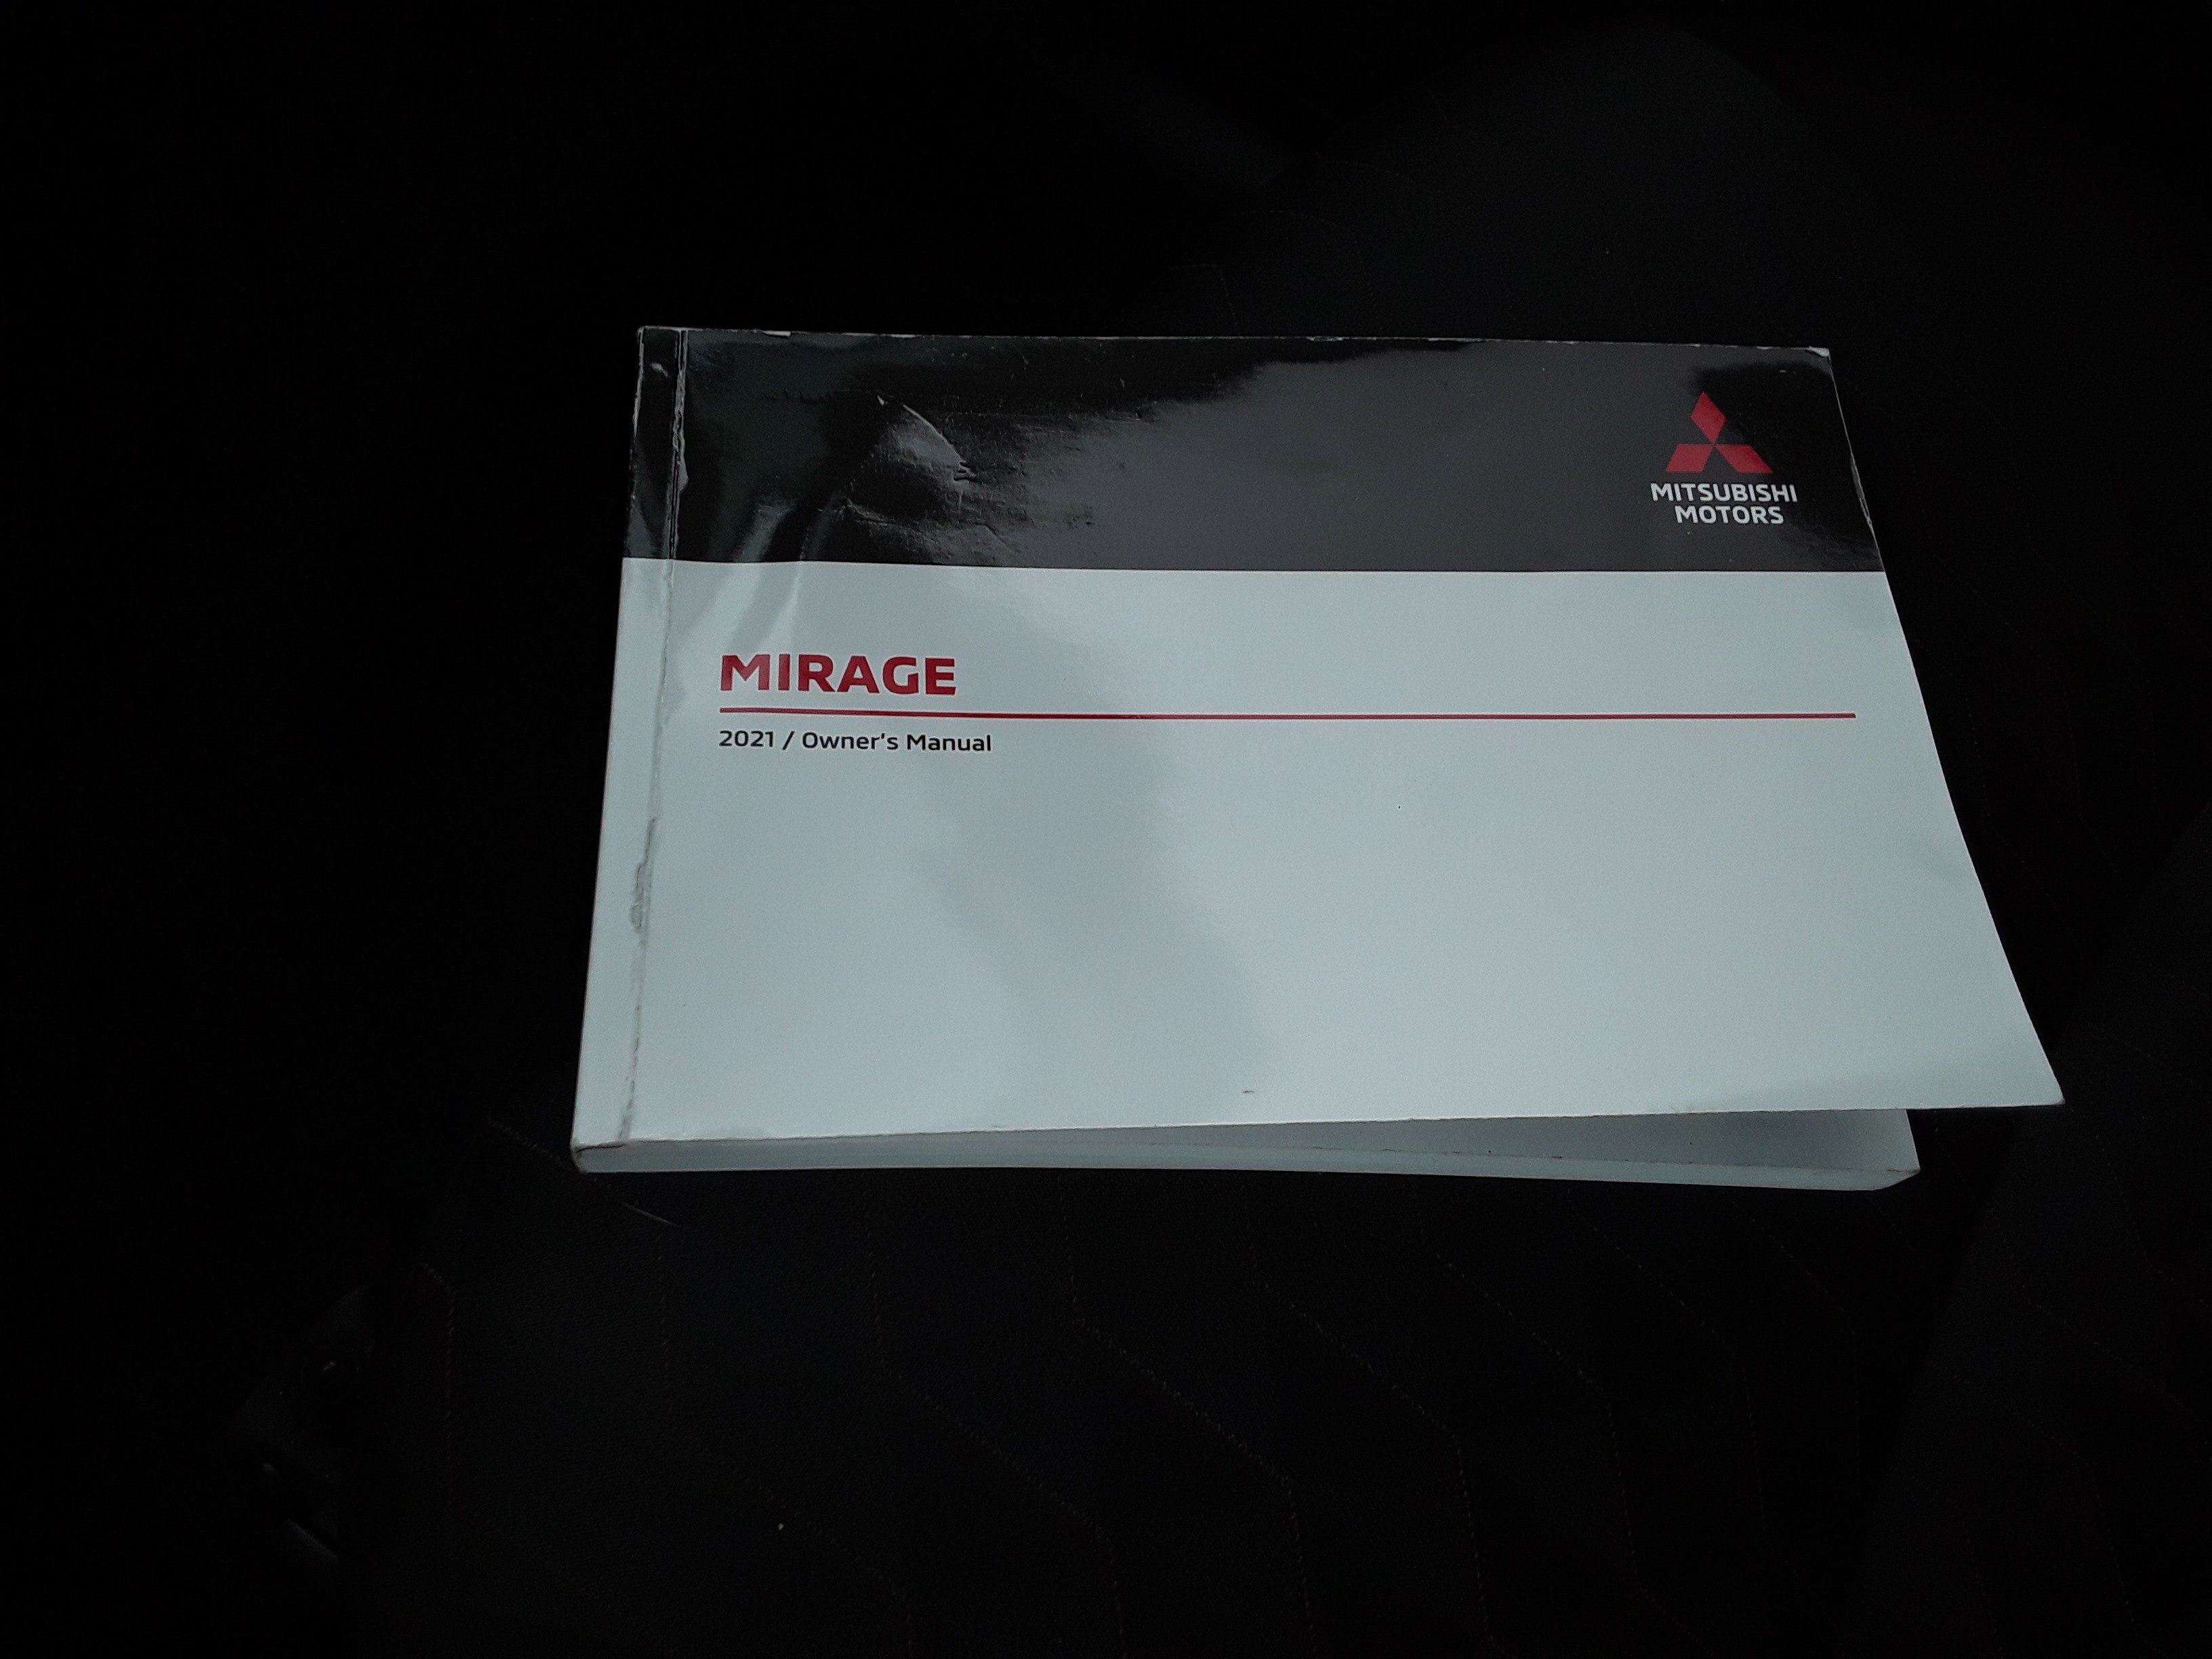 MITSUBISHI
MOTORS
MIRAGE
2021 / Owner's Manual